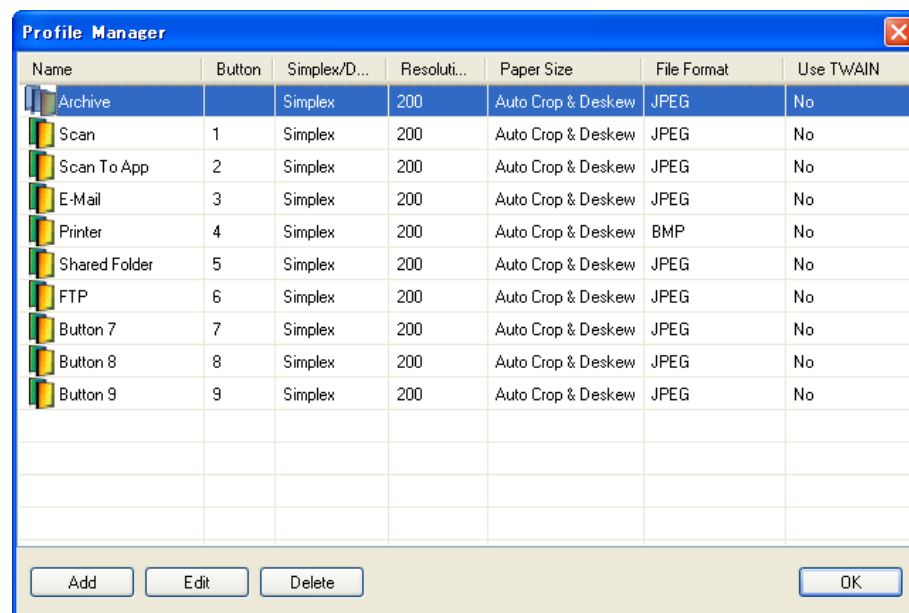 Profile Manager
Name Button Simplex/D... Resoluti... Paper Size File Format Use TWAIN
Archive Simplex 200 Auto Crop & Deskew JPEG No
Scan 1 Simplex 200 Auto Crop & Deskew JPEG No
Scan To App 2 Simplex 200 Auto Crop & Deskew JPEG No
E-Mail 3 Simplex 200 Auto Crop & Deskew JPEG No
Printer 4 Simplex 200 Auto Crop & Deskew BMP No
Shared Folder 5 Simplex 200 Auto Crop & Deskew JPEG No
FTP 6 Simplex 200 Auto Crop & Deskew JPEG No
Button 7 7 Simplex 200 Auto Crop & Deskew JPEG No
Button 8 8 Simplex 200 Auto Crop & Deskew JPEG No
Button 9 9 Simplex 200 Auto Crop & Deskew JPEG No
Add Edit Delete OK